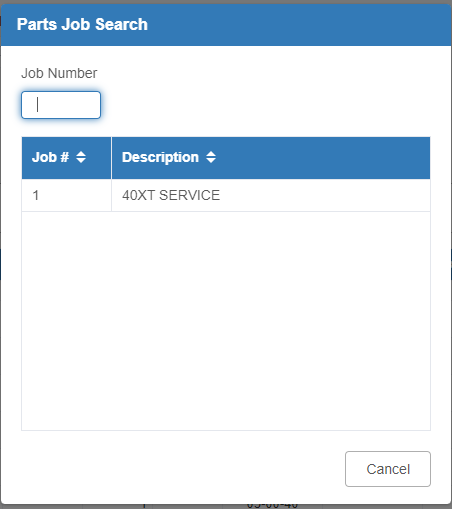 Parts Job Search
Job Number
Job # Description
1 40XT SERVICE
Cancel